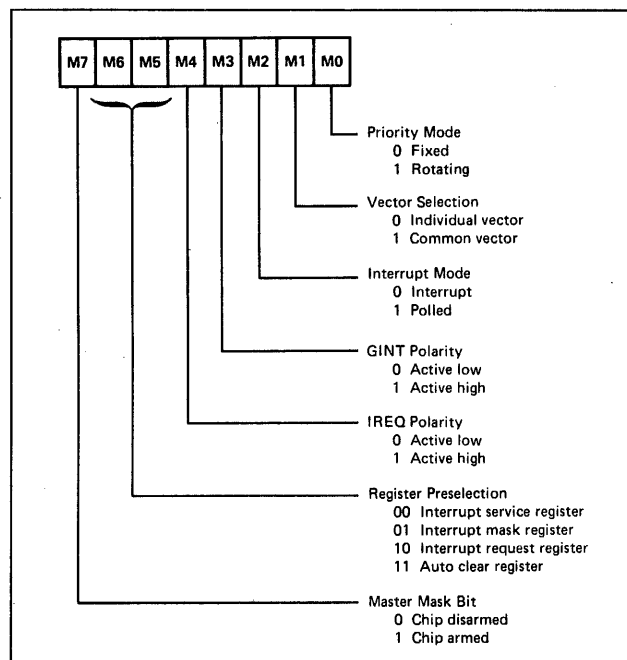 M7 M6 M5 M4 M3 M2 M1 M0
Priority Mode
0 Fixed
1 Rotating
Vector Selection
0 Individual vector
1 Common vector
Interrupt Mode
0 Interrupt
1 Polled
GINT Polarity
0 Active low
1 Active high
IREQ Polarity
0 Active low
1 Active high
Register Preselection
00 Interrupt service register
01 Interrupt mask register
10 Interrupt request register
11 Auto clear register
Master Mask Bit
0 Chip disarmed
1 Chip armed